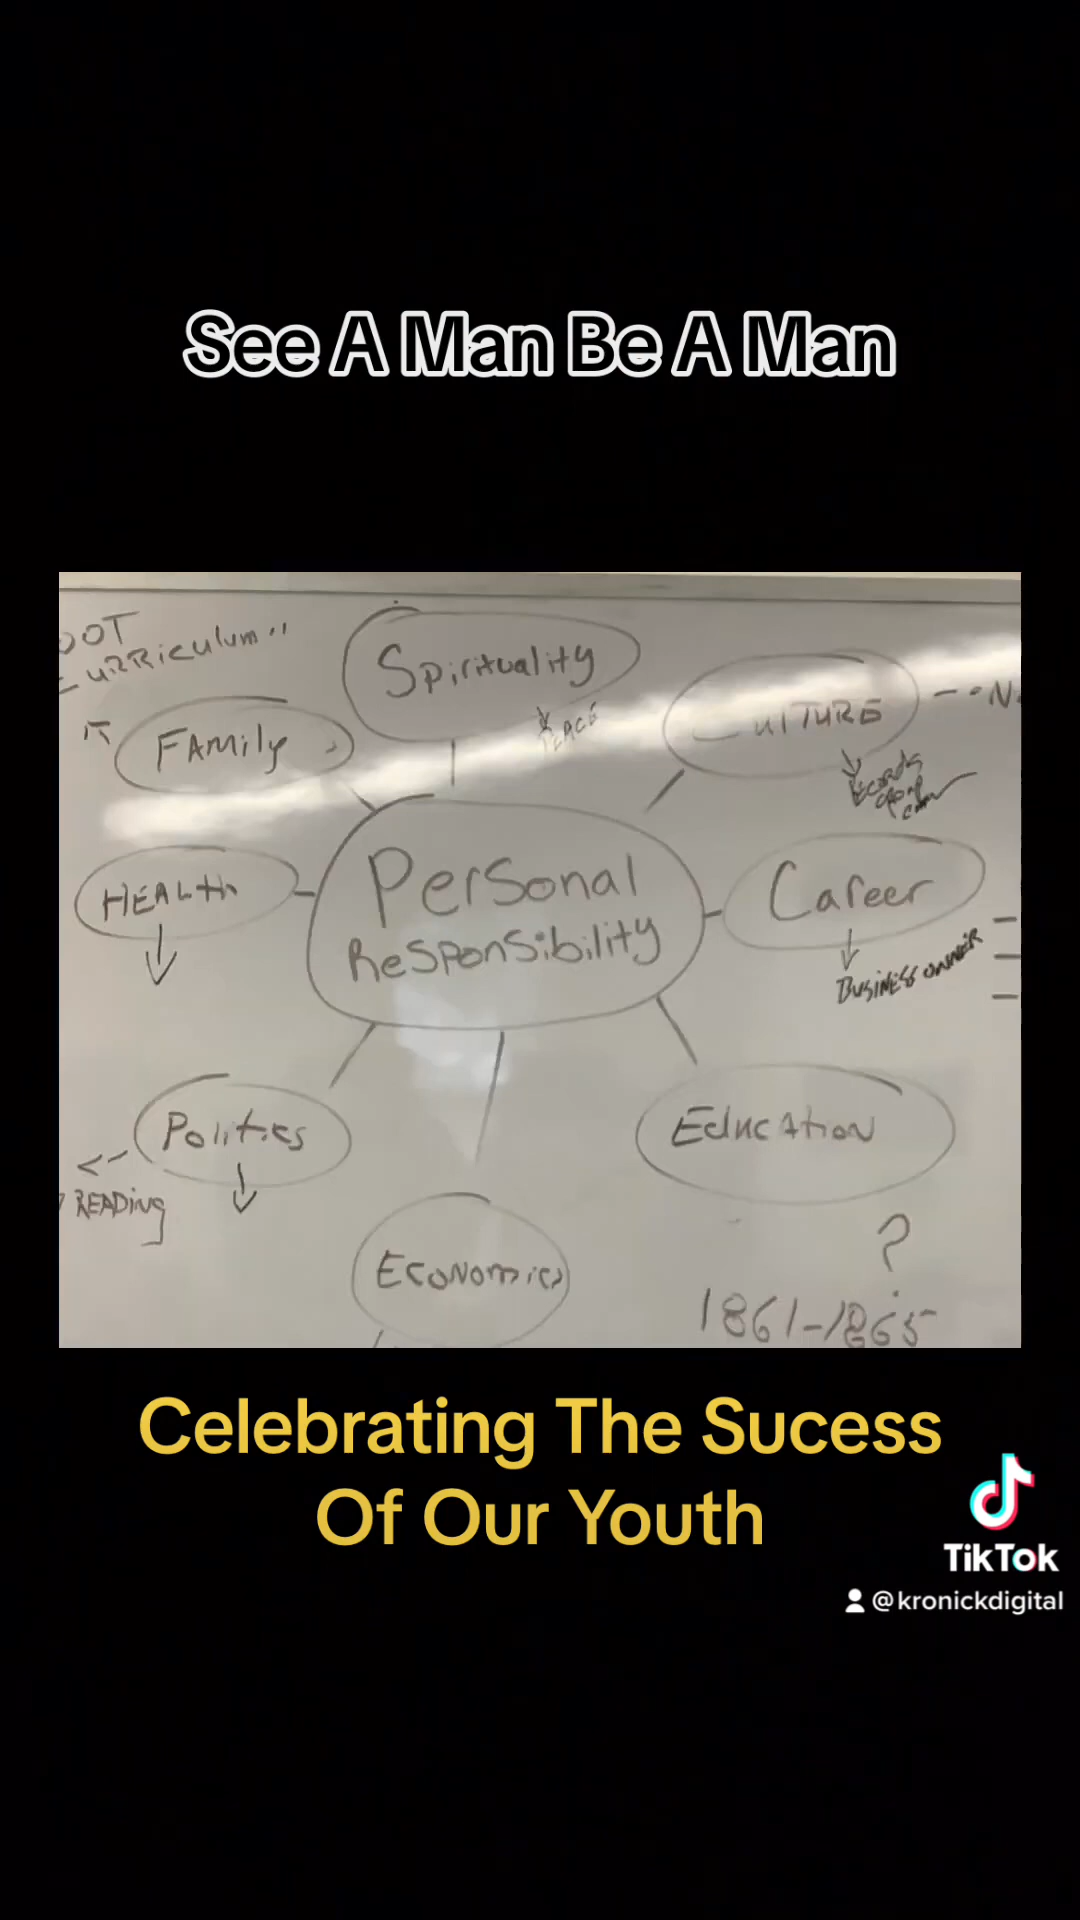 See A Man Be A Man
CURRiculum"
Spirituality
FAMily
PEACE
CULTURE
HEALth
Personal
ResponSibility
Career
BUSINESS OWNER
Politics
READing
EDucAtion
Economics
?
1861-1865
Celebrating The Sucess
Of Our Youth
TikTok
@kronickdigital